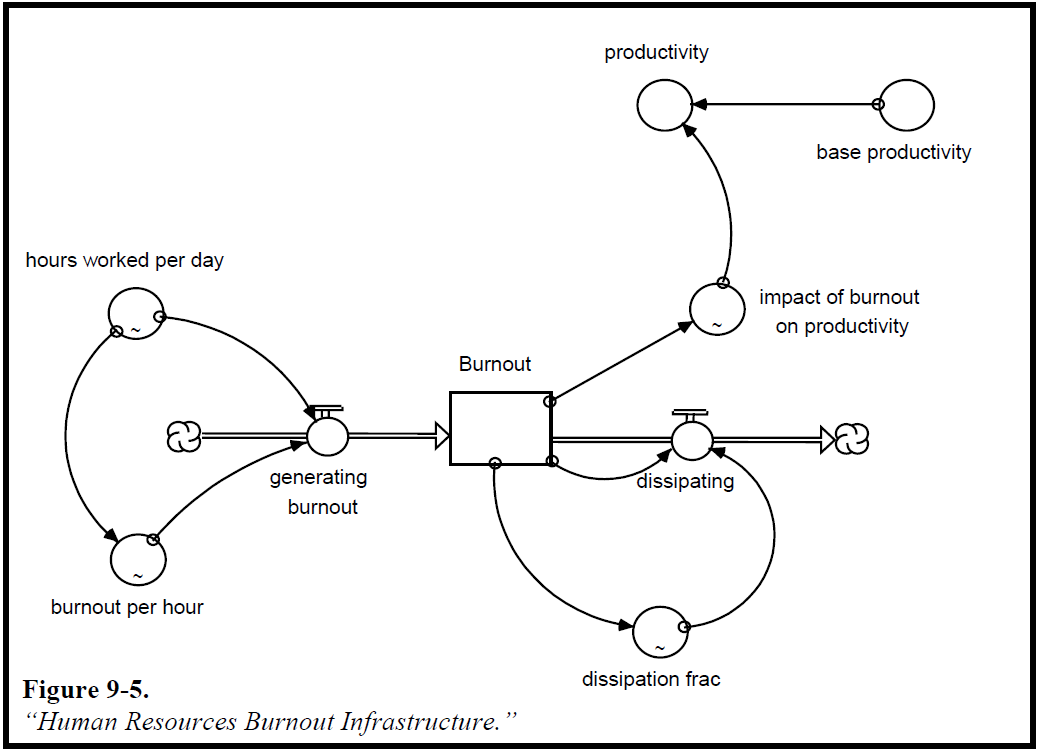 productivity
base productivity
hours worked per day
impact of burnout
on productivity
~
~
Burnout
generating
burnout
dissipating
~
burnout per hour
~
dissipation frac
Figure 9-5.
“Human Resources Burnout Infrastructure.”